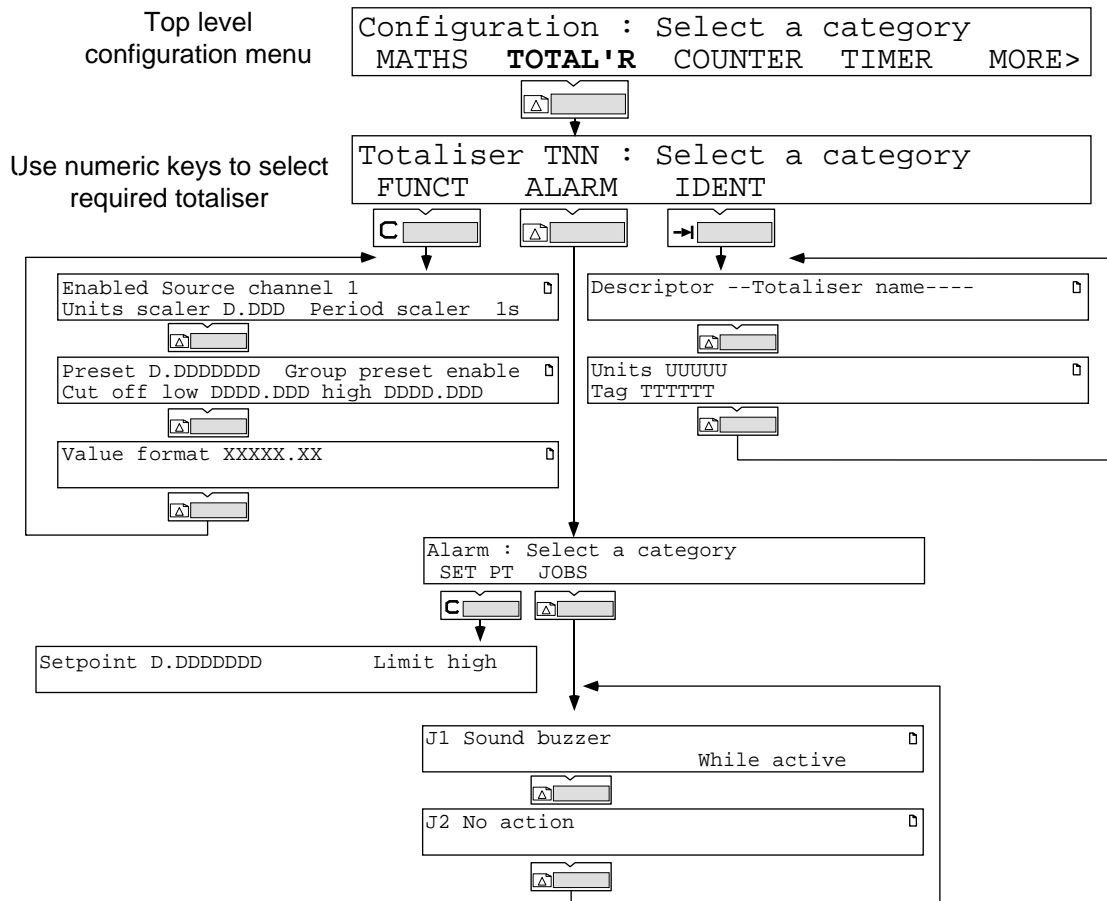 Top level
configuration menu
Configuration : Select a category
MATHS TOTAL'R COUNTER TIMER MORE>
Use numeric keys to select
required totaliser
Totaliser TNN : Select a category
FUNCT ALARM IDENT
C
Enabled Source channel 1
Units scaler D.DDD Period scaler 1s
Preset D.DDDDDDD Group preset enable
Cut off low DDDD.DDD high DDDD.DDD
Value format XXXXX.XX
Descriptor --Totaliser name----
Units UUUUU
Tag TTTTTT
Alarm : Select a category
SET PT JOBS
C
Setpoint D.DDDDDDD Limit high
J1 Sound buzzer
While active
J2 No action